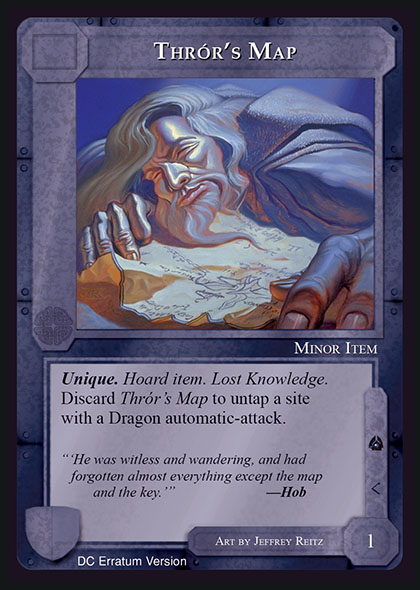 Thrór's Map
Minor Item
Unique. Hoard item. Lost Knowledge.
Discard Thrór's Map to untap a site
with a Dragon automatic-attack.
“‘He was witless and wandering, and had
forgotten almost everything except the map
and the key.’” —Hob
Art by Jeffrey Reitz
1
DC Erratum Version